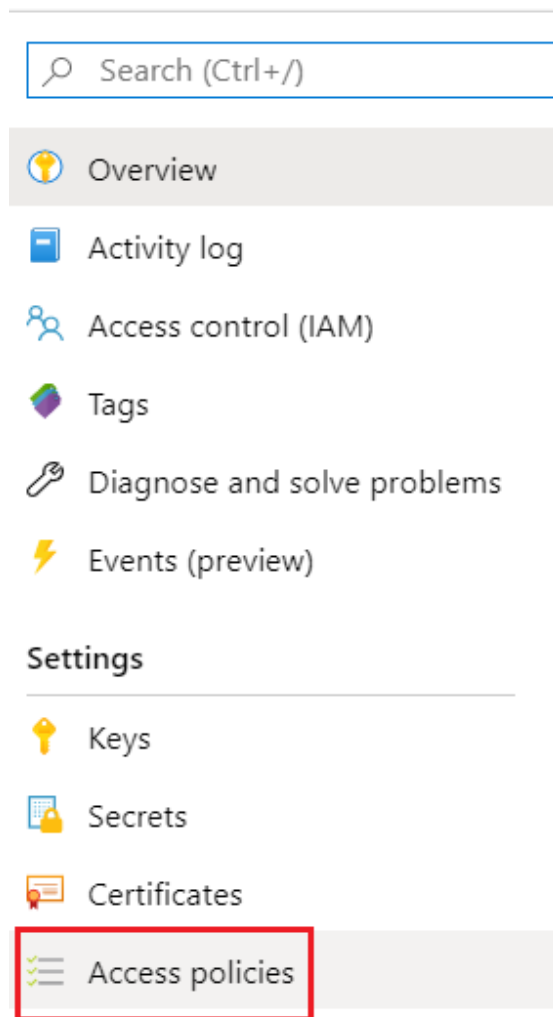 Search (Ctrl+/)
Overview
Activity log
Access control (IAM)
Tags
Diagnose and solve problems
Events (preview)
Settings
Keys
Secrets
Certificates
Access policies